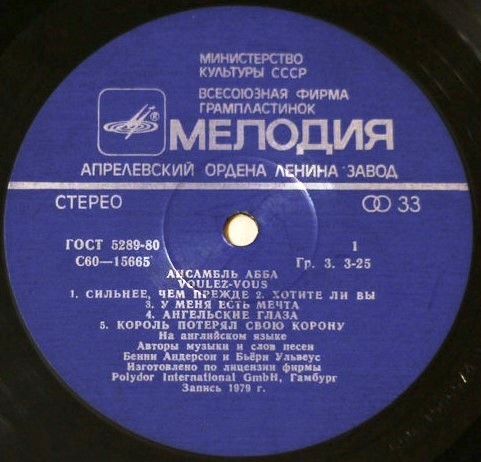 МИНИСТЕРСТВО
КУЛЬТУРЫ СССР
ВСЕСОЮЗНАЯ ФИРМА
ГРАМПЛАСТИНОК
® МЕЛОДИЯ
АПРЕЛЕВСКИЙ ОРДЕНА ЛЕНИНА ЗАВОД
СТЕРЕО 33
ГОСТ 5289-80 1
С60—15665 Гр. 3. 3-25
АНСАМБЛЬ АББА
VOULEZ-VOUS
1. СИЛЬНЕЕ, ЧЕМ ПРЕЖДЕ 2. ХОТИТЕ ЛИ ВЫ
3. У МЕНЯ ЕСТЬ МЕЧТА
4. АНГЕЛЬСКИЕ ГЛАЗА
5. КОРОЛЬ ПОТЕРЯЛ СВОЮ КОРОНУ
На английском языке
Авторы музыки и слов песен
Бенни Андерсон и Бьёрн Ульвеус
Изготовлено по лицензии фирмы
Polydor International GmbH, Гамбург
Запись 1979 г.